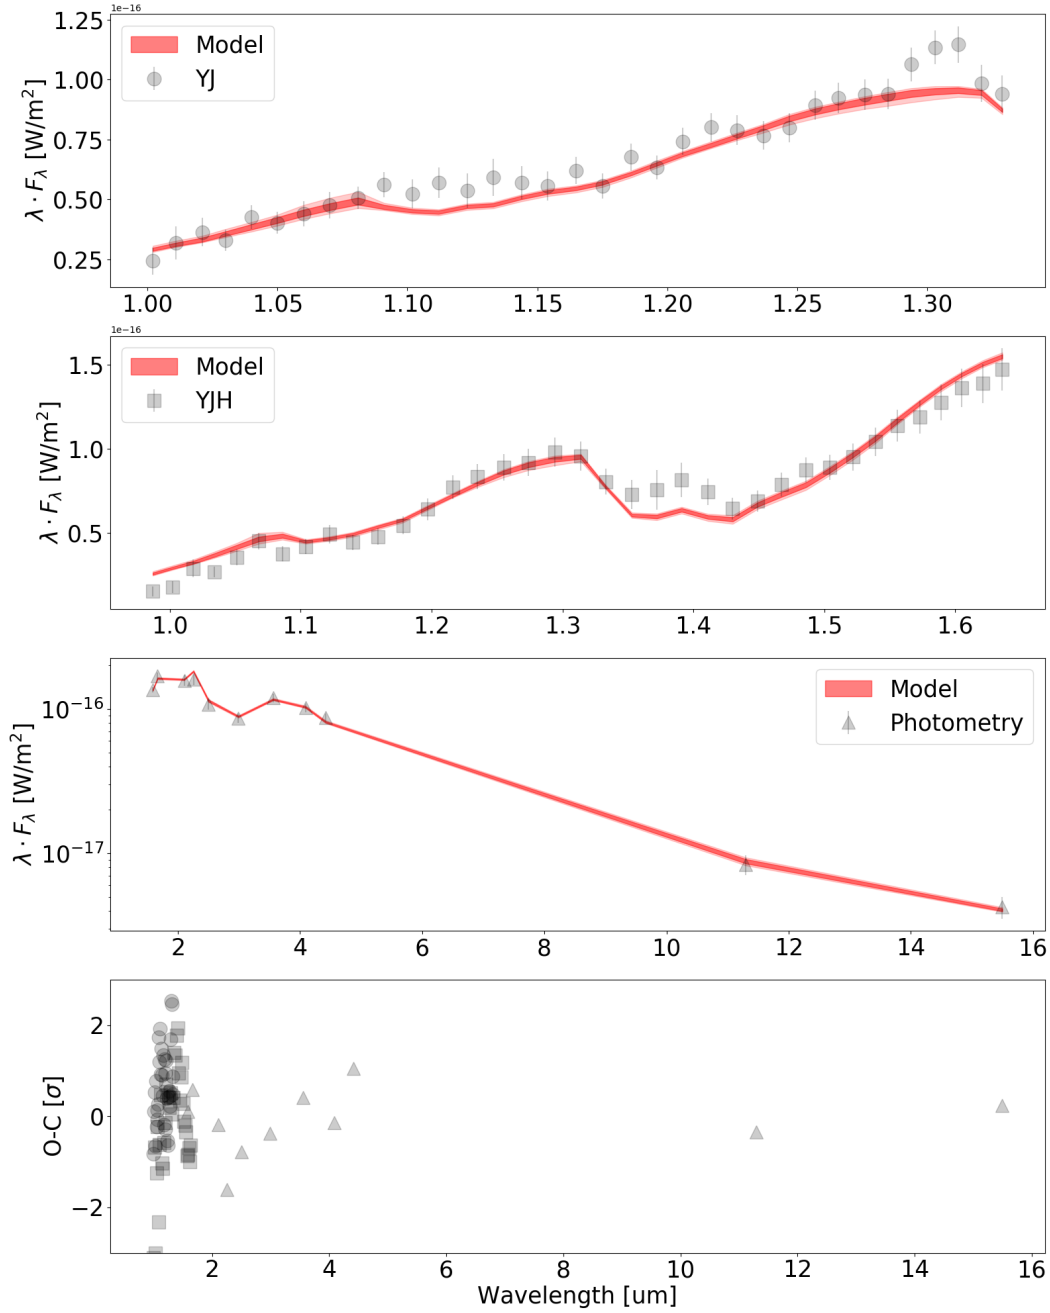 1e−16
1.25
1.00
0.75
0.50
0.25
λ · Fλ [W/m²]
Model
YJ
1.00 1.05 1.10 1.15 1.20 1.25 1.30
1e−16
1.5
1.0
0.5
λ · Fλ [W/m²]
Model
YJH
1.0 1.1 1.2 1.3 1.4 1.5 1.6
10⁻¹⁶
10⁻¹⁷
λ · Fλ [W/m²]
Model
Photometry
2 4 6 8 10 12 14 16
2
0
−2
O-C [σ]
2 4 6 8 10 12 14 16
Wavelength [um]